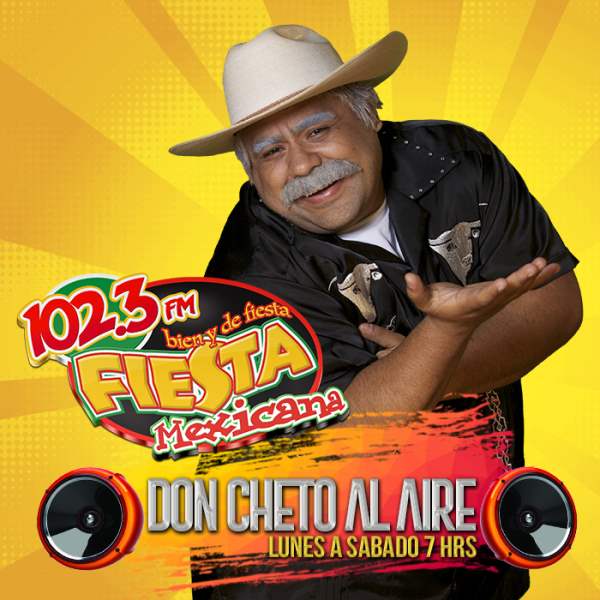 102.3 FM
bien y de fiesta
FIESTA
Mexicana
DON CHETO AL AIRE
LUNES A SABADO 7 HRS